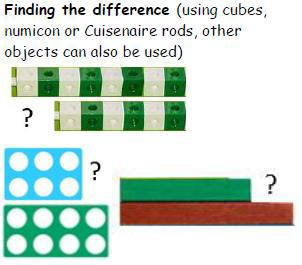 Finding the difference (using cubes,
numicon or Cuisenaire rods, other
objects can also be used)
?
?
?